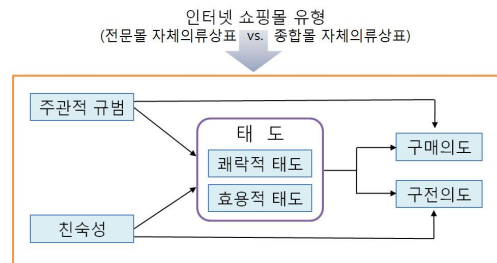 인터넷 쇼핑몰 유형
(전문몰 자체의류상표 vs. 종합몰 자체의류상표)
주관적 규범
태 도
쾌락적 태도
효용적 태도
구매의도
구전의도
친숙성